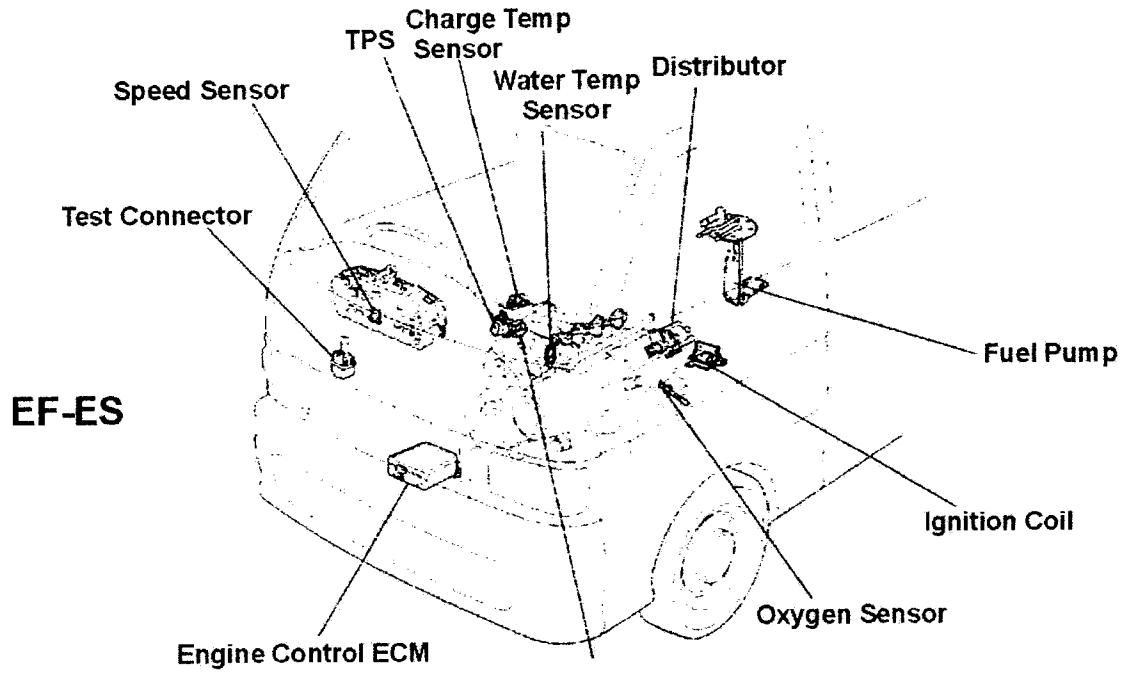 Charge Temp
Sensor
TPS
Water Temp
Sensor
Distributor
Speed Sensor
Test Connector
Fuel Pump
EF-ES
Ignition Coil
Oxygen Sensor
Engine Control ECM